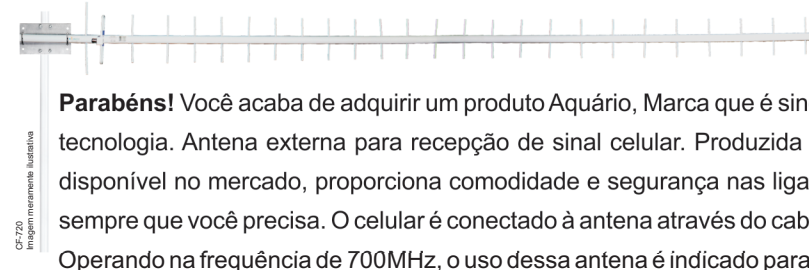 Parabéns! Você acaba de adquirir um produto Aquário, Marca que é sin
tecnologia. Antena externa para recepção de sinal celular. Produzida
disponível no mercado, proporciona comodidade e segurança nas liga
sempre que você precisa. O celular é conectado à antena através do cab
Operando na frequência de 700MHz, o uso dessa antena é indicado para
CF-720
Imagem meramente ilustrativa